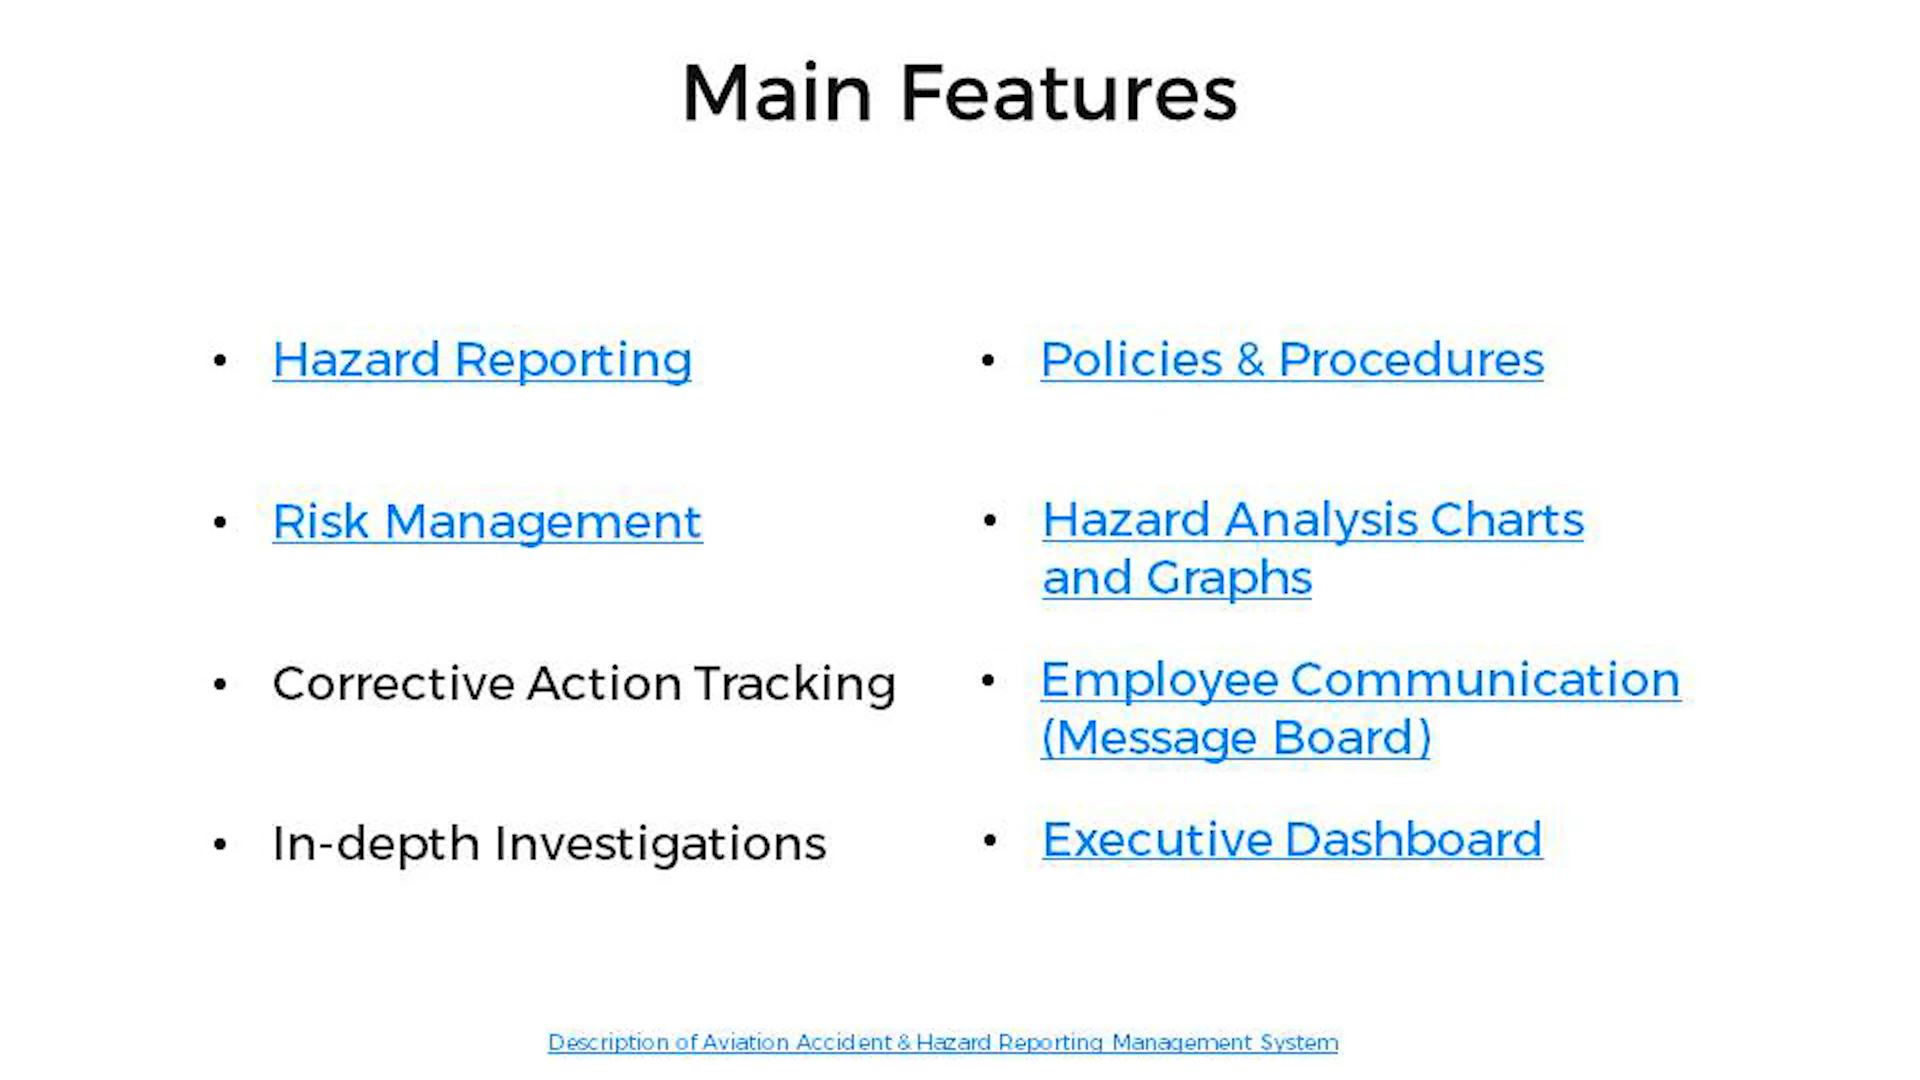 Main Features
• Hazard Reporting
• Risk Management
• Corrective Action Tracking
• In-depth Investigations
• Policies & Procedures
• Hazard Analysis Charts
and Graphs
• Employee Communication
(Message Board)
• Executive Dashboard
Description of Aviation Accident & Hazard Reporting Management System